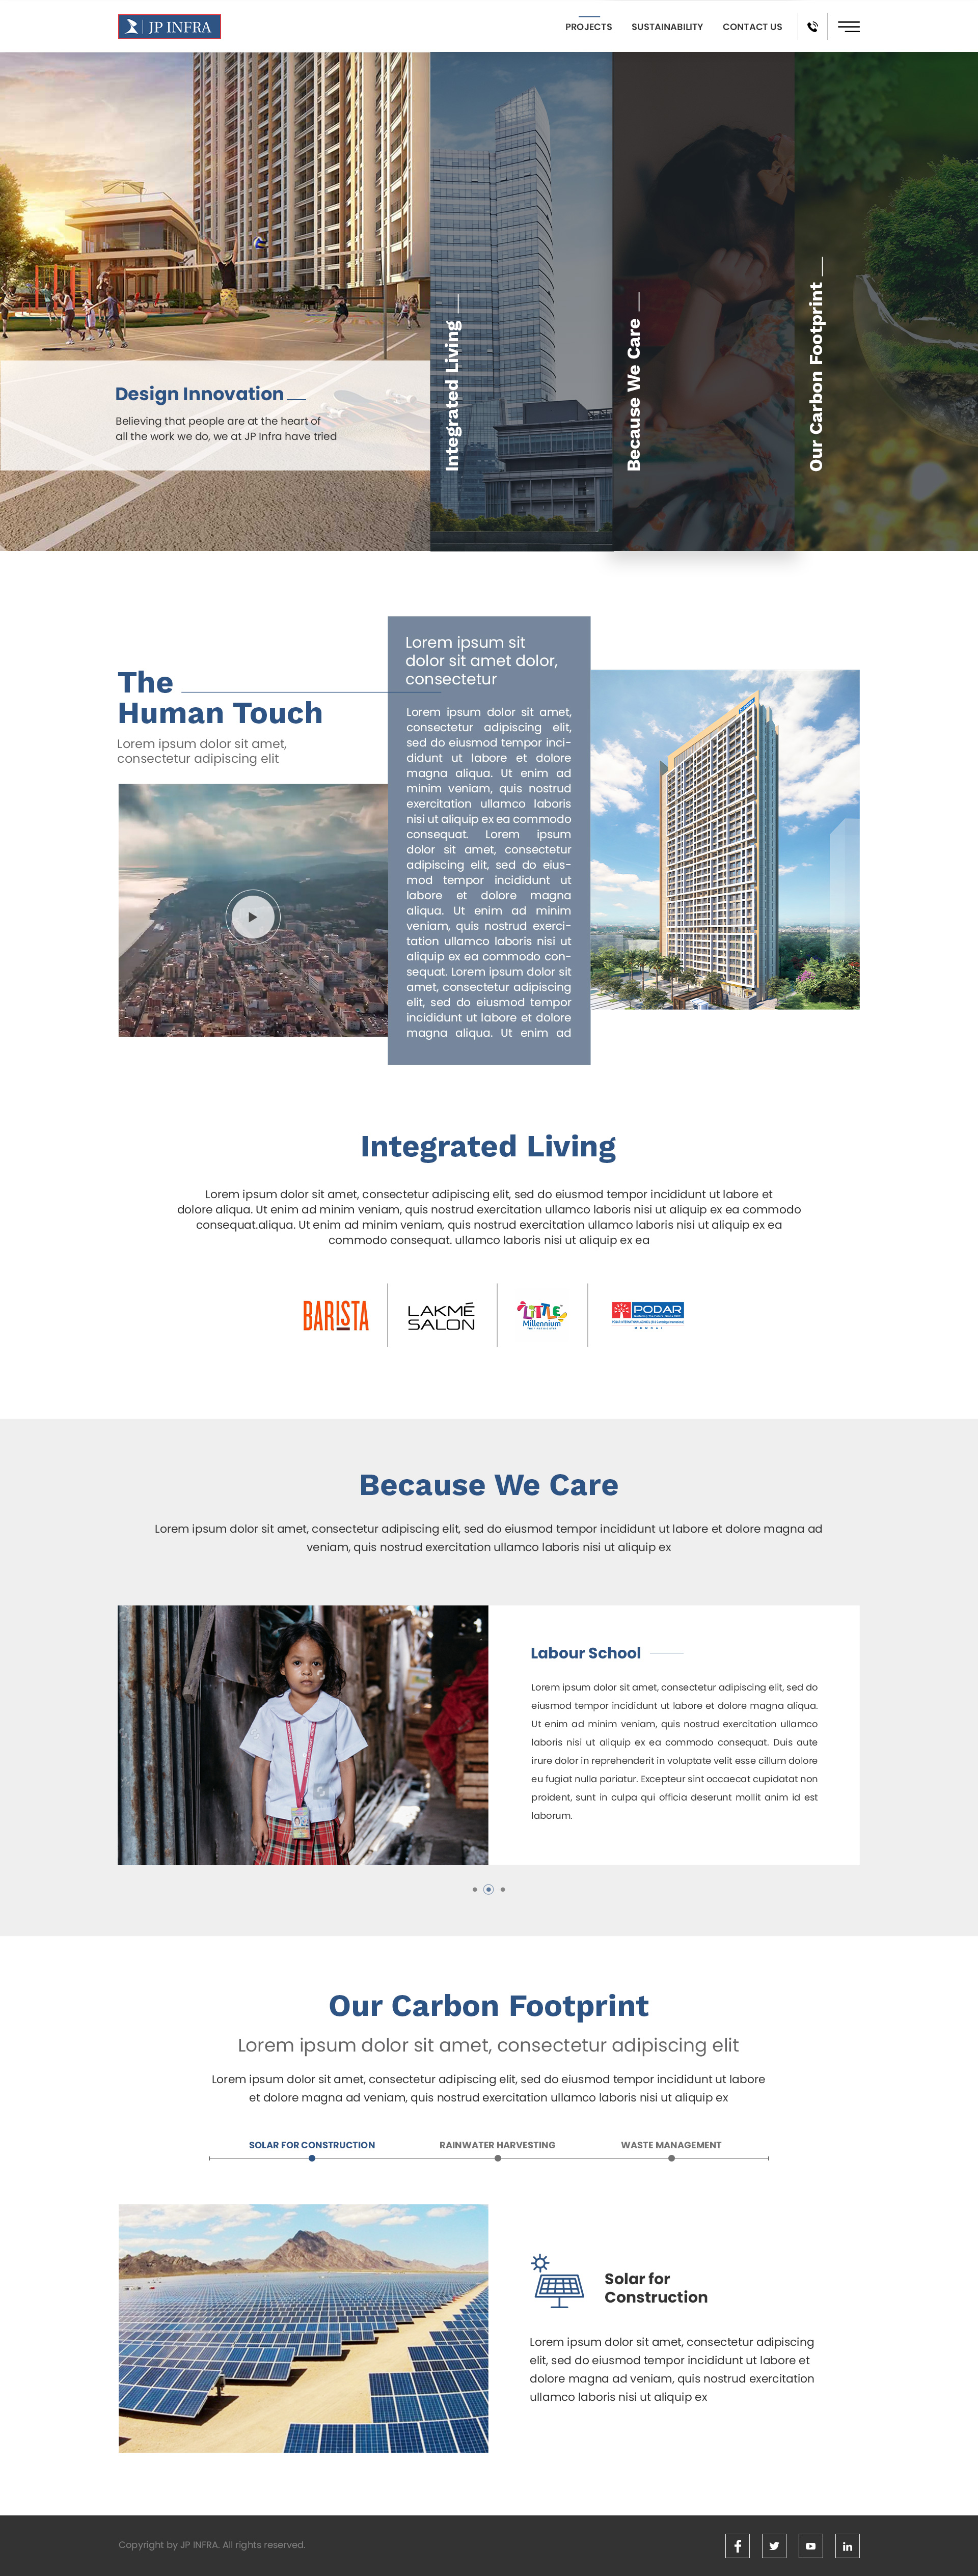 JP INFRA
PROJECTS
SUSTAINABILITY
CONTACT US
Design Innovation
Believing that people are at the heart of
all the work we do, we at JP Infra have tried
Integrated Living
Because We Care
Our Carbon Footprint
The
Human Touch
Lorem ipsum dolor sit amet,
consectetur adipiscing elit
Lorem ipsum sit
dolor sit amet dolor,
consectetur
Lorem ipsum dolor sit amet,
consectetur adipiscing elit,
sed do eiusmod tempor inci-
didunt ut labore et dolore
magna aliqua. Ut enim ad
minim veniam, quis nostrud
exercitation ullamco laboris
nisi ut aliquip ex ea commodo
consequat. Lorem ipsum
dolor sit amet, consectetur
adipiscing elit, sed do eius-
mod tempor incididunt ut
labore et dolore magna
aliqua. Ut enim ad minim
veniam, quis nostrud exerci-
tation ullamco laboris nisi ut
aliquip ex ea commodo con-
sequat. Lorem ipsum dolor sit
amet, consectetur adipiscing
elit, sed do eiusmod tempor
incididunt ut labore et dolore
magna aliqua. Ut enim ad
Integrated Living
Lorem ipsum dolor sit amet, consectetur adipiscing elit, sed do eiusmod tempor incididunt ut labore et
dolore aliqua. Ut enim ad minim veniam, quis nostrud exercitation ullamco laboris nisi ut aliquip ex ea commodo
consequat.aliqua. Ut enim ad minim veniam, quis nostrud exercitation ullamco laboris nisi ut aliquip ex ea
commodo consequat. ullamco laboris nisi ut aliquip ex ea
BARISTA
LAKMÉ
SALON
LITTLE
Millennium
PODAR
MUMBAI
Because We Care
Lorem ipsum dolor sit amet, consectetur adipiscing elit, sed do eiusmod tempor incididunt ut labore et dolore magna ad
veniam, quis nostrud exercitation ullamco laboris nisi ut aliquip ex
Labour School
Lorem ipsum dolor sit amet, consectetur adipiscing elit, sed do
eiusmod tempor incididunt ut labore et dolore magna aliqua.
Ut enim ad minim veniam, quis nostrud exercitation ullamco
laboris nisi ut aliquip ex ea commodo consequat. Duis aute
irure dolor in reprehenderit in voluptate velit esse cillum dolore
eu fugiat nulla pariatur. Excepteur sint occaecat cupidatat non
proident, sunt in culpa qui officia deserunt mollit anim id est
laborum.
Our Carbon Footprint
Lorem ipsum dolor sit amet, consectetur adipiscing elit
Lorem ipsum dolor sit amet, consectetur adipiscing elit, sed do eiusmod tempor incididunt ut labore
et dolore magna ad veniam, quis nostrud exercitation ullamco laboris nisi ut aliquip ex
SOLAR FOR CONSTRUCTION
RAINWATER HARVESTING
WASTE MANAGEMENT
Solar for
Construction
Lorem ipsum dolor sit amet, consectetur adipiscing
elit, sed do eiusmod tempor incididunt ut labore et
dolore magna ad veniam, quis nostrud exercitation
ullamco laboris nisi ut aliquip ex
Copyright by JP INFRA. All rights reserved.